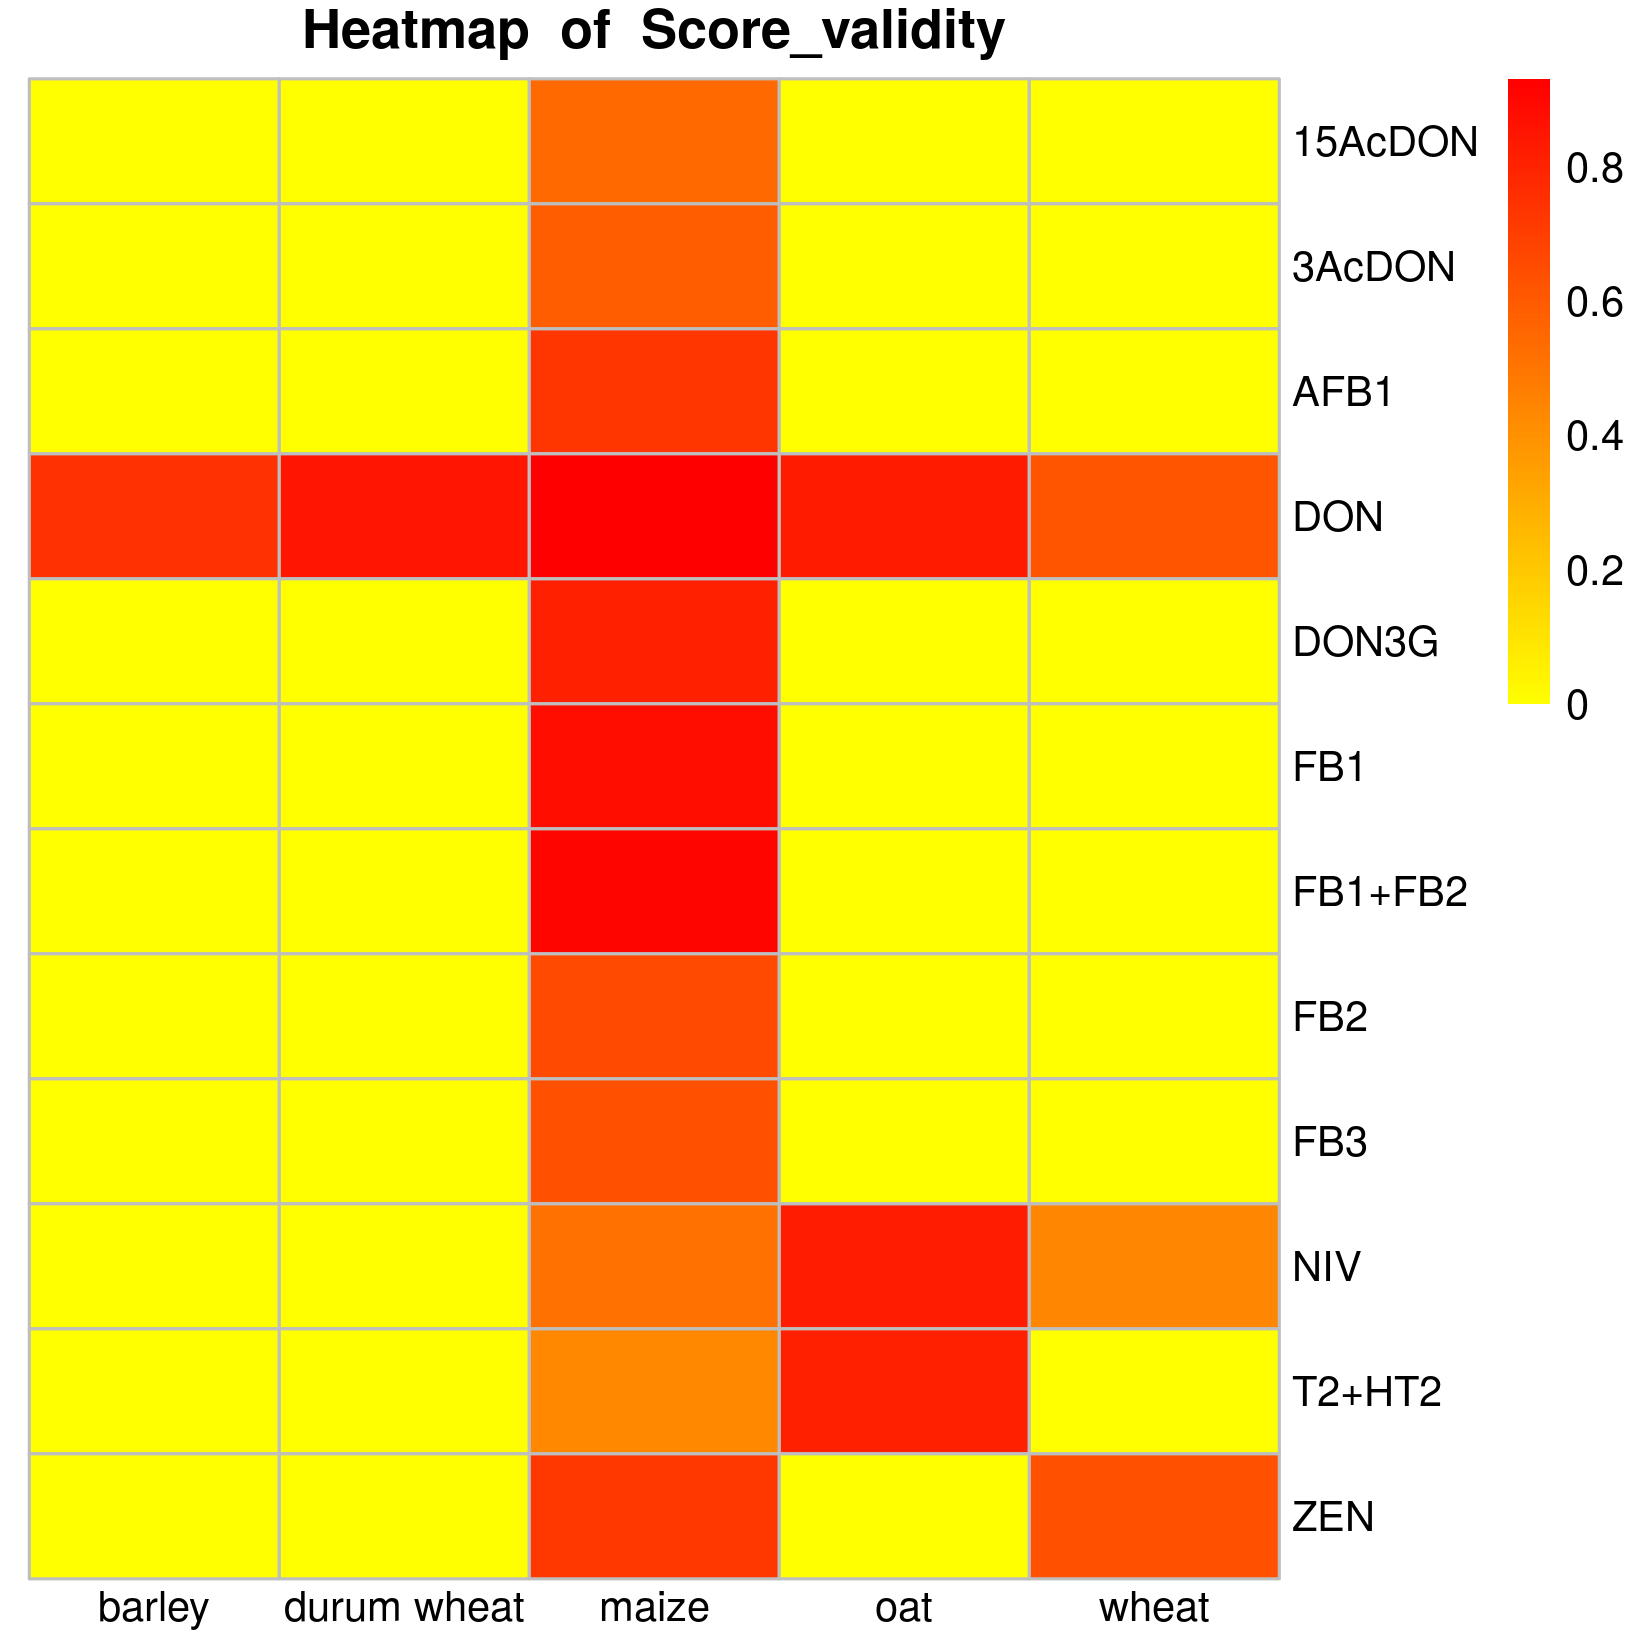 Heatmap of Score_validity
15AcDON
3AcDON
AFB1
DON
DON3G
FB1
FB1+FB2
FB2
FB3
NIV
T2+HT2
ZEN
barley
durum wheat
maize
oat
wheat
0.8
0.6
0.4
0.2
0